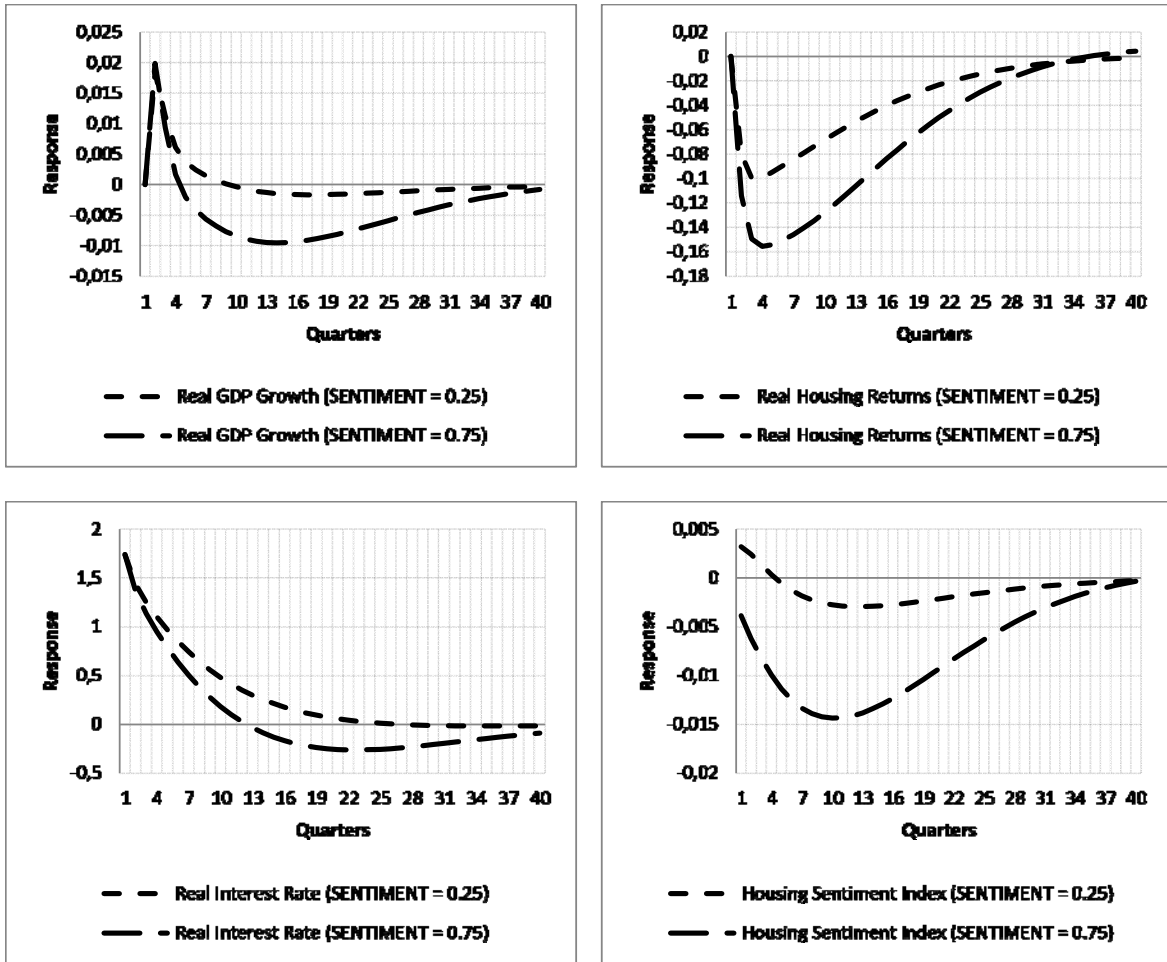 0,025
0,02
0,015
0,01
0,005
0
-0,005
-0,01
-0,015
Response
1 4 7 10 13 16 19 22 25 28 31 34 37 40
Quarters
Real GDP Growth (SENTIMENT = 0.25)
Real GDP Growth (SENTIMENT = 0.75)
0,02
0
-0,02
-0,04
-0,06
-0,08
-0,1
-0,12
-0,14
-0,16
-0,18
Response
1 4 7 10 13 16 19 22 25 28 31 34 37 40
Quarters
Real Housing Returns (SENTIMENT = 0.25)
Real Housing Returns (SENTIMENT = 0.75)
2
1,5
1
0,5
0
-0,5
Response
1 4 7 10 13 16 19 22 25 28 31 34 37 40
Quarters
Real Interest Rate (SENTIMENT = 0.25)
Real Interest Rate (SENTIMENT = 0.75)
0,005
0
-0,005
-0,01
-0,015
-0,02
Response
1 4 7 10 13 16 19 22 25 28 31 34 37 40
Quarters
Housing Sentiment Index (SENTIMENT = 0.25)
Housing Sentiment Index (SENTIMENT = 0.75)